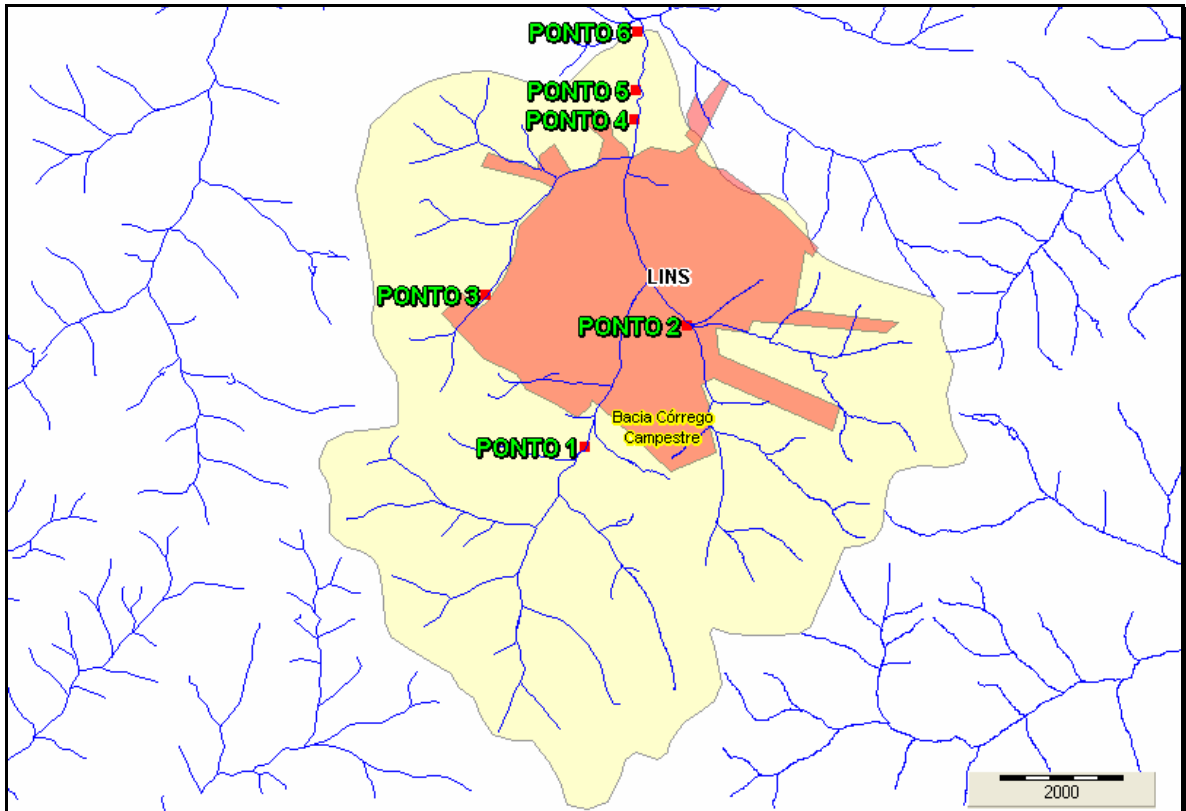 PONTO 6
PONTO 5
PONTO 4
LINS
PONTO 3
PONTO 2
Bacia Córrego
Campestre
PONTO 1
2000